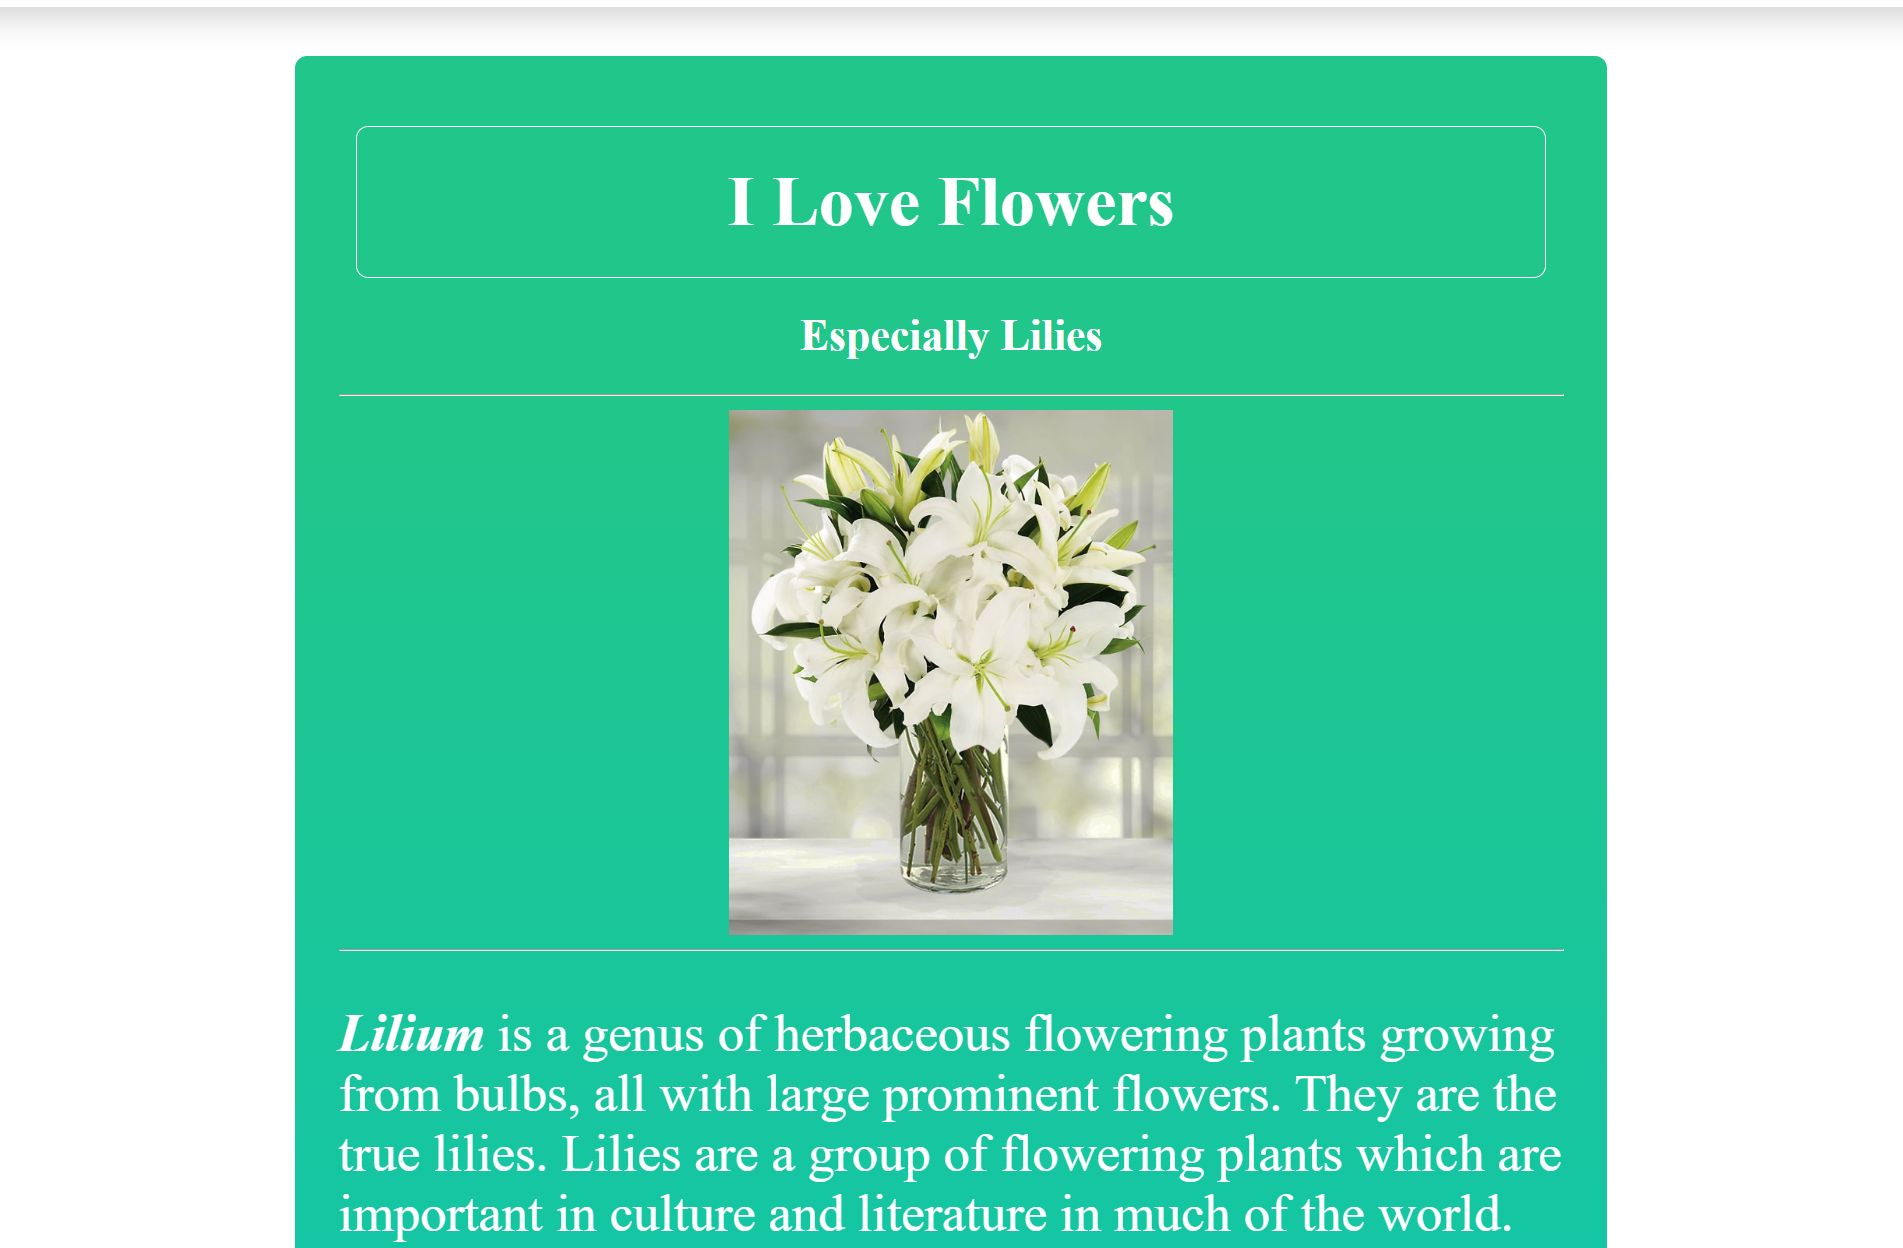 I Love Flowers
Especially Lilies
Lilium is a genus of herbaceous flowering plants growing
from bulbs, all with large prominent flowers. They are the
true lilies. Lilies are a group of flowering plants which are
important in culture and literature in much of the world.